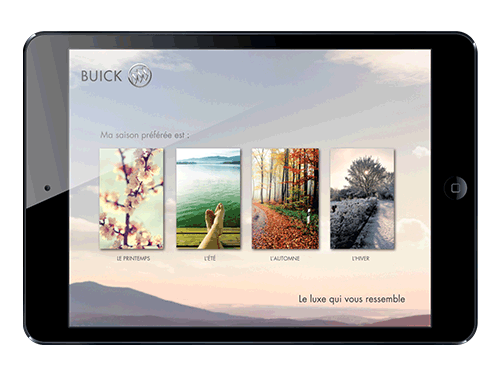 BUICK
Ma saison préférée est :
LE PRINTEMPS
L'ÉTÉ
L'AUTOMNE
L'HIVER
Le luxe qui vous ressemble